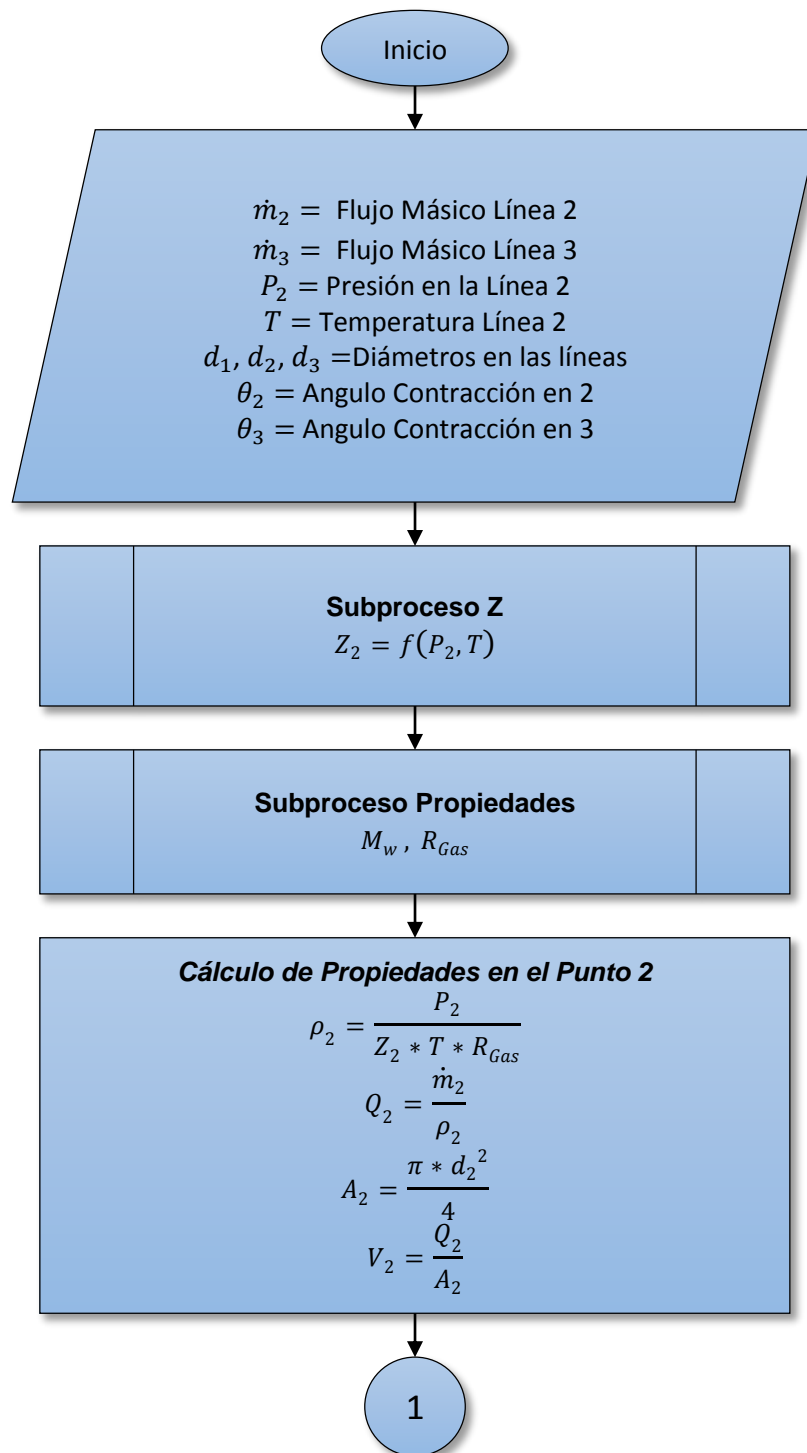 Inicio
ṁ₂ = Flujo Másico Línea 2
ṁ₃ = Flujo Másico Línea 3
P₂ = Presión en la Línea 2
T = Temperatura Línea 2
d₁, d₂, d₃ =Diámetros en las líneas
θ₂ = Angulo Contracción en 2
θ₃ = Angulo Contracción en 3
Subproceso Z
Z₂ = f(P₂, T)
Subproceso Propiedades
M_w , R_Gas
Cálculo de Propiedades en el Punto 2
ρ₂ = P₂ / (Z₂ * T * R_Gas)
Q₂ = ṁ₂ / ρ₂
A₂ = π * d₂² / 4
V₂ = Q₂ / A₂
1